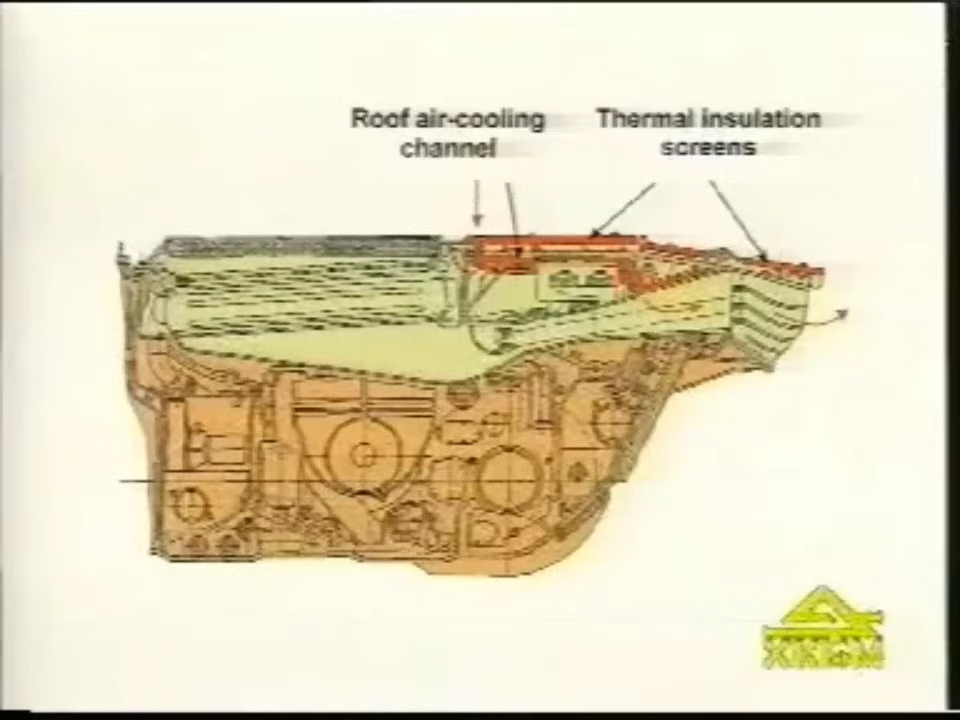 Roof air-cooling
channel
Thermal insulation
screens